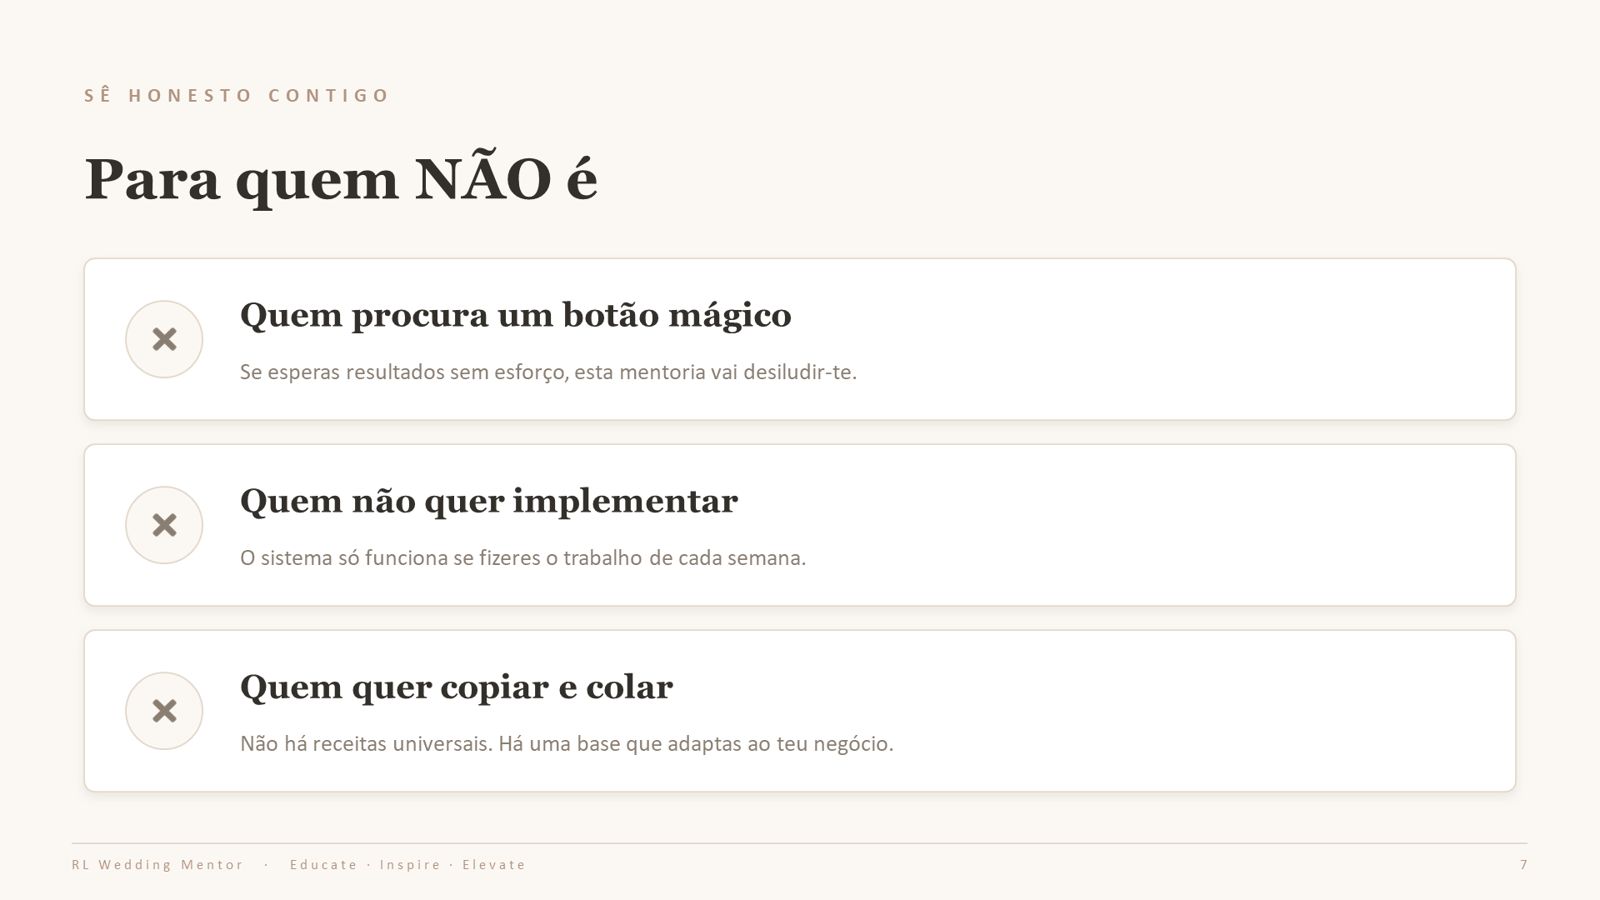 SÊ HONESTO CONTIGO
Para quem NÃO é
Quem procura um botão mágico
Se esperas resultados sem esforço, esta mentoria vai desiludir-te.
Quem não quer implementar
O sistema só funciona se fizeres o trabalho de cada semana.
Quem quer copiar e colar
Não há receitas universais. Há uma base que adaptas ao teu negócio.
RL Wedding Mentor · Educate · Inspire · Elevate 7